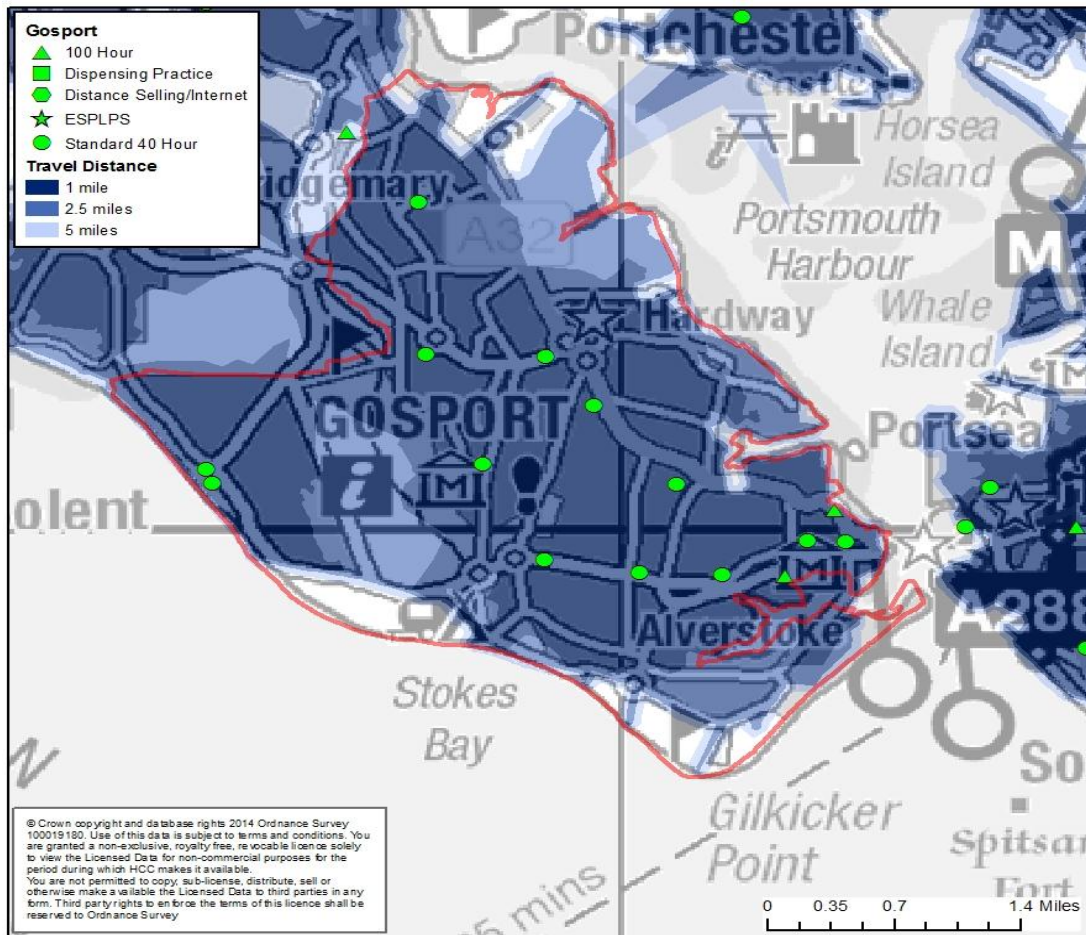 Gosport
100 Hour
Dispensing Practice
Distance Selling/Internet
ESPLPS
Standard 40 Hour
Travel Distance
1 mile
2.5 miles
5 miles
Portchester
Castle
Horsea
Island
ridgemary
A32
Portsmouth
Harbour
M
Whale
Island
Hardway
GOSPORT
Portsea
i
M
olent
M
A288
Alverstoke
Stokes
Bay
So
Gilkicker
Point
Spitsan
Fort
5 mins
© Crown copyright and database rights 2014 Ordnance Survey
100019180. Use of this data is subject to terms and conditions. You
are granted a non-exclusive, royalty free, revocable licence solely
to view the Licensed Data for non-commercial purposes for the
period during which HCC makes it available.
You are not permitted to copy, sub-license, distribute, sell or
otherwise make available the Licensed Data to third parties in any
form. Third party rights to enforce the terms of this licence shall be
reserved to Ordnance Survey
0 0.35 0.7 1.4 Miles